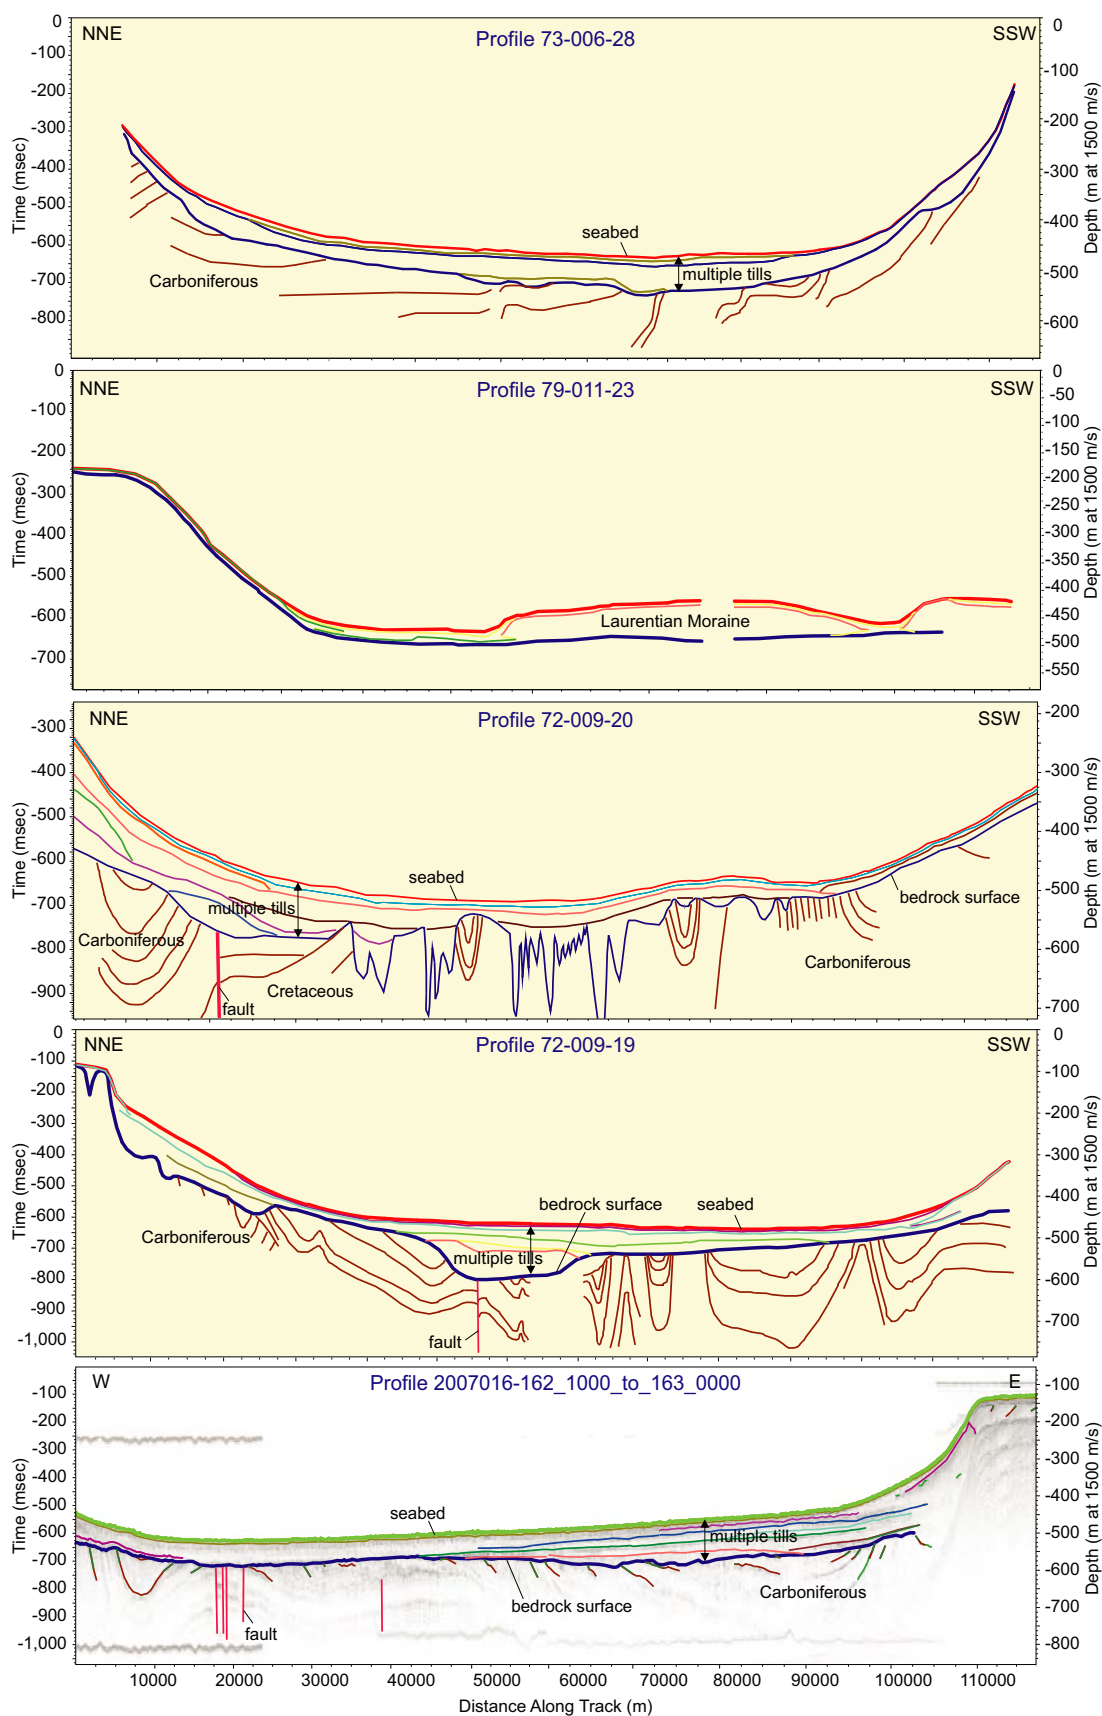 Profile 73-006-28
NNE
SSW
Time (msec)
0
-100
-200
-300
-400
-500
-600
-700
-800
Depth (m at 1500 m/s)
0
-100
-200
-300
-400
-500
-600
seabed
multiple tills
Carboniferous
Profile 79-011-23
NNE
SSW
Time (msec)
0
-100
-200
-300
-400
-500
-600
-700
Depth (m at 1500 m/s)
0
-50
-100
-150
-200
-250
-300
-350
-400
-450
-500
-550
Laurentian Moraine
Profile 72-009-20
NNE
SSW
Time (msec)
-300
-400
-500
-600
-700
-800
-900
Depth (m at 1500 m/s)
-200
-300
-400
-500
-600
-700
seabed
bedrock surface
multiple tills
Carboniferous
Carboniferous
Cretaceous
fault
Profile 72-009-19
NNE
SSW
Time (msec)
0
-100
-200
-300
-400
-500
-600
-700
-800
-900
-1,000
Depth (m at 1500 m/s)
0
-100
-200
-300
-400
-500
-600
-700
bedrock surface
seabed
Carboniferous
multiple tills
fault
Profile 2007016-162_1000_to_163_0000
W
E
Time (msec)
-100
-200
-300
-400
-500
-600
-700
-800
-900
-1,000
Depth (m at 1500 m/s)
-100
-200
-300
-400
-500
-600
-700
-800
seabed
multiple tills
Carboniferous
bedrock surface
fault
10000 20000 30000 40000 50000 60000 70000 80000 90000 100000 110000
Distance Along Track (m)